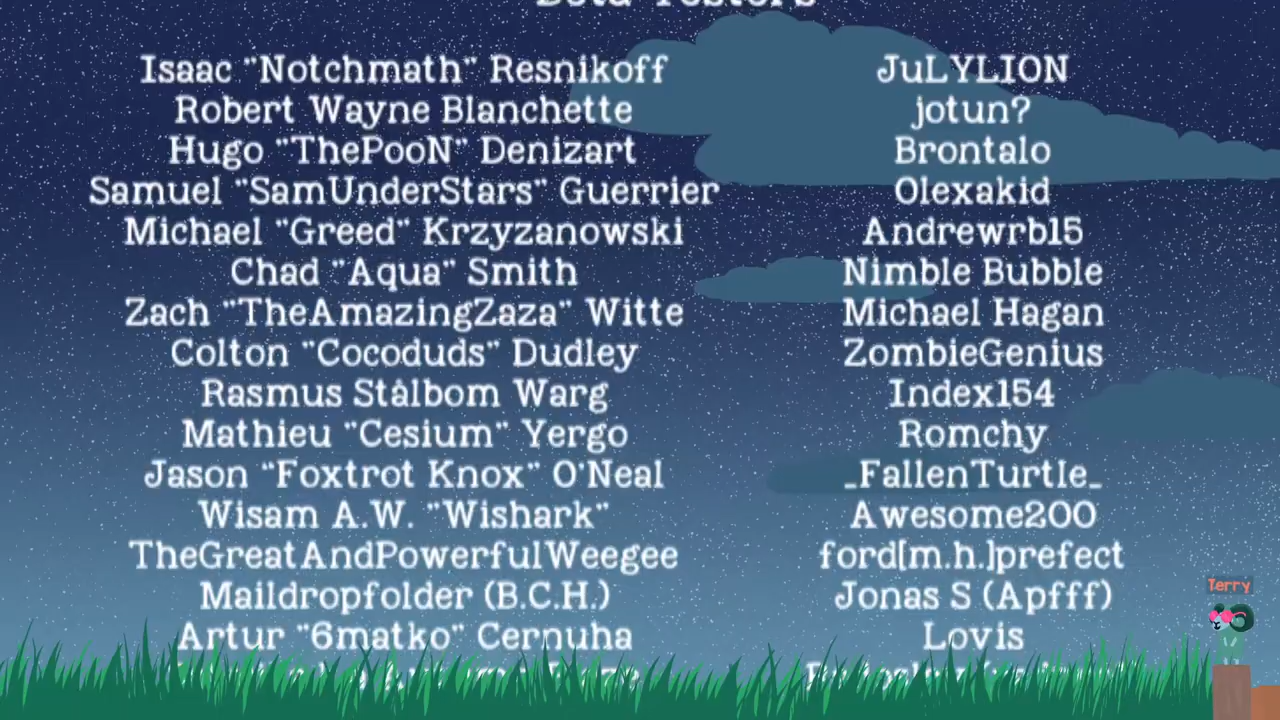 Beta Testers
Isaac "Notchmath" Resnikoff
JuLYLION
Robert Wayne Blanchette
jotun?
Hugo "ThePooN" Denizart
Brontalo
Samuel "SamUnderStars" Guerrier
Olexakid
Michael "Greed" Krzyzanowski
Andrewrb15
Chad "Aqua" Smith
Nimble Bubble
Zach "TheAmazingZaza" Witte
Michael Hagan
Colton "Cocoduds" Dudley
ZombieGenius
Rasmus Stålbom Warg
Index154
Mathieu "Cesium" Yergo
Romchy
Jason "Foxtrot Knox" O'Neal
_FallenTurtle_
Wisam A.W. "Wishark"
Awesome200
TheGreatAndPowerfulWeegee
ford[m.h.]prefect
Maildropfolder (B.C.H.)
Jonas S (Apfff)
Terry
Artur "6matko" Cernuha
Lovis